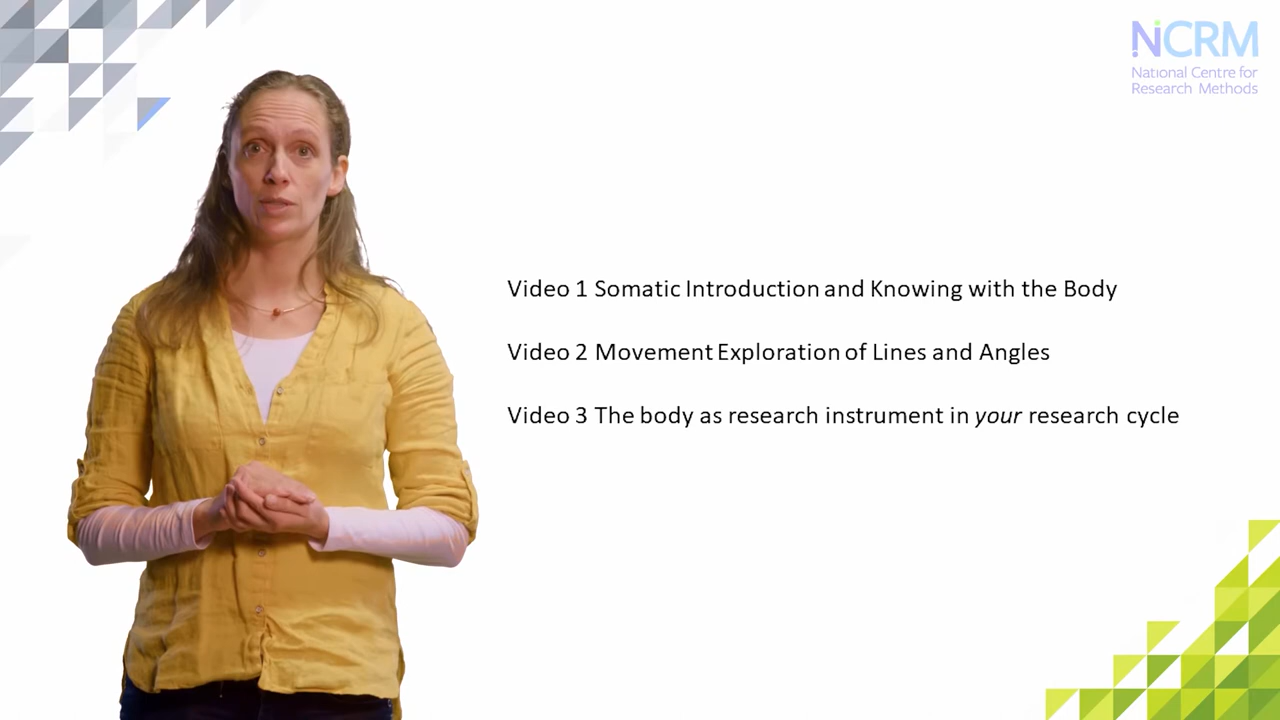 NCRM
National Centre for
Research Methods
Video 1 Somatic Introduction and Knowing with the Body
Video 2 Movement Exploration of Lines and Angles
Video 3 The body as research instrument in your research cycle